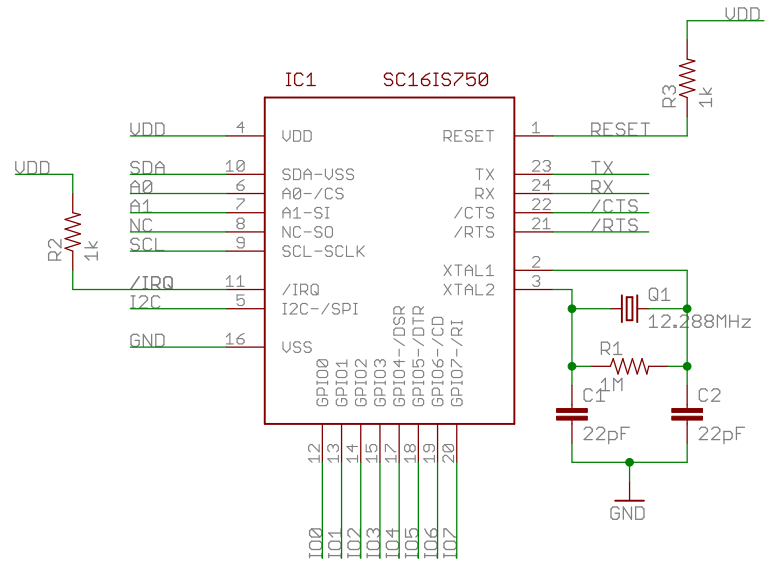 VDD
IC1 SC16IS750
R3 1k
VDD 4 VDD RESET 1 RESET
VDD
SDA 10 SDA-VSS TX 23 TX
A0 6 A0-/CS RX 24 RX
A1 7 A1-SI /CTS 22 /CTS
NC 8 NC-SO /RTS 21 /RTS
SCL 9 SCL-SCLK
R2 1k
XTAL1 2
/IRQ 11 /IRQ XTAL2 3
I2C 5 I2C-/SPI
Q1
12.288MHz
GND 16 VSS
R1
1M
GPIO0
GPIO1
GPIO2
GPIO3
GPIO4-/DSR
GPIO5-/DTR
GPIO6-/CD
GPIO7-/RI
C1
22pF
C2
22pF
12 13 14 15 17 18 19 20
GND
IO0 IO1 IO2 IO3 IO4 IO5 IO6 IO7